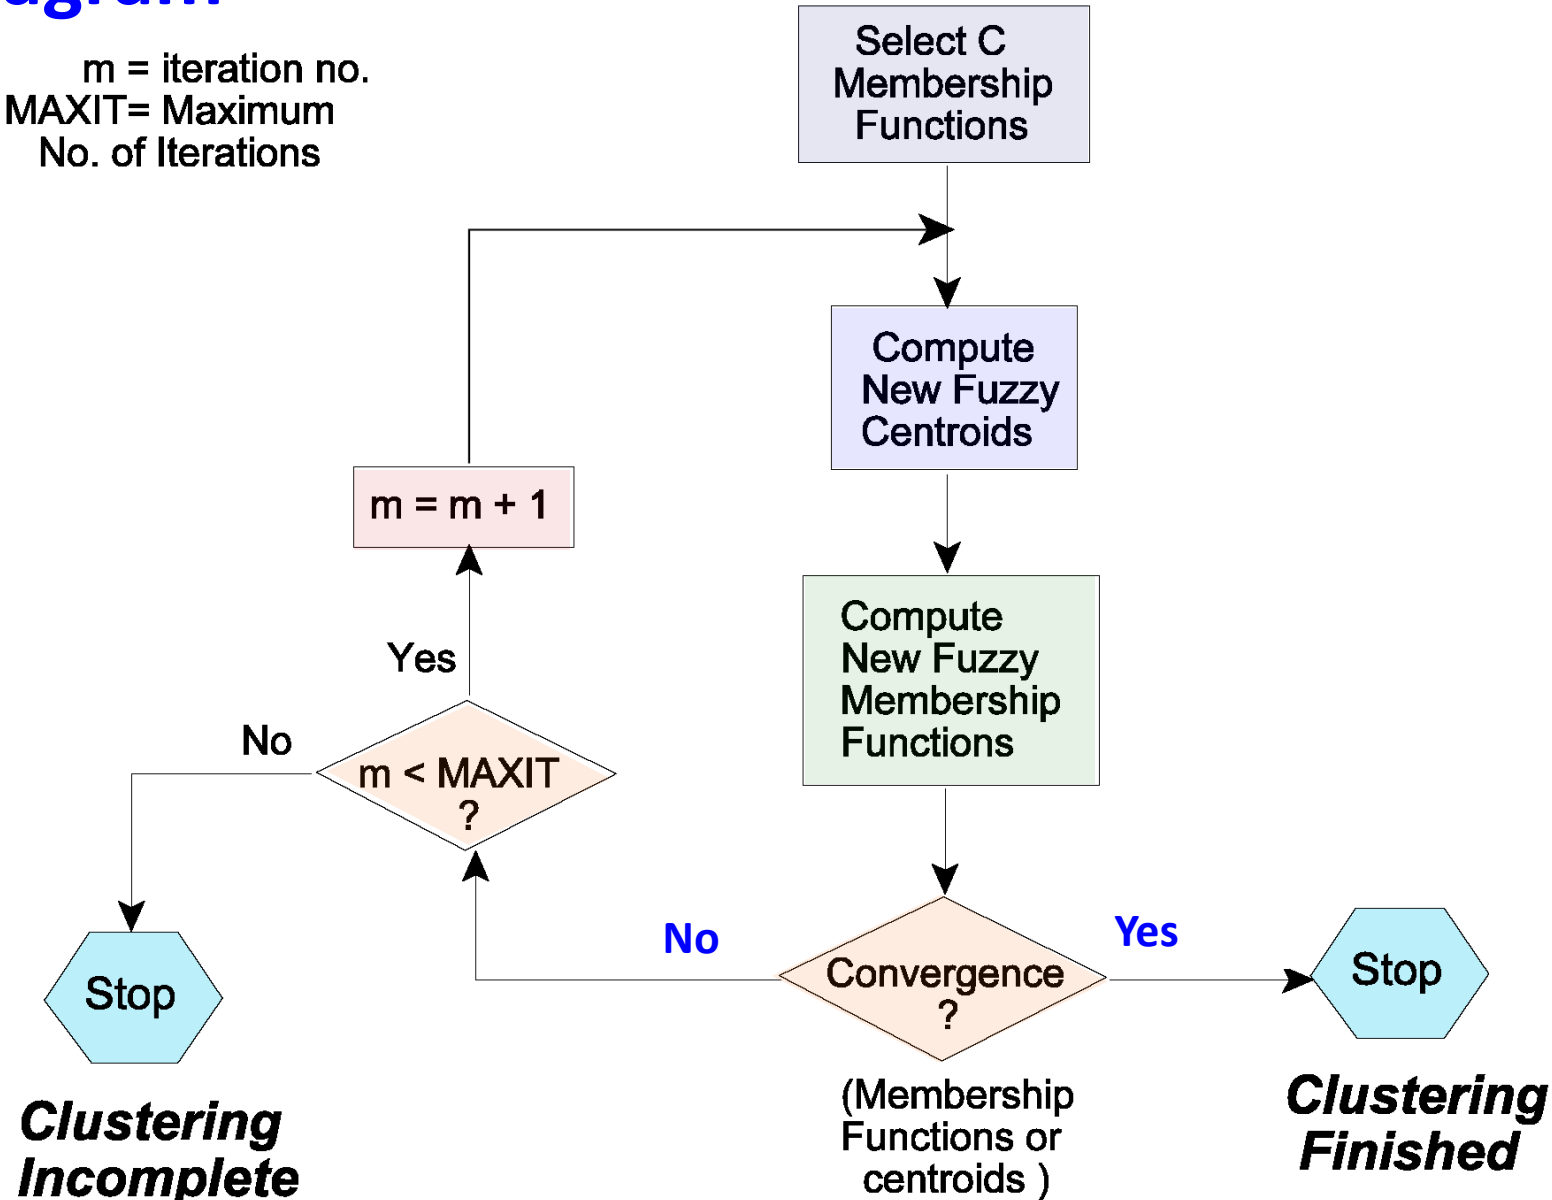 m = iteration no.
MAXIT= Maximum
No. of Iterations
Select C
Membership
Functions
Compute
New Fuzzy
Centroids
m = m + 1
Compute
New Fuzzy
Membership
Functions
Yes
No
m < MAXIT
?
No
Yes
Convergence
?
Stop
Stop
(Membership
Functions or
centroids )
Clustering
Incomplete
Clustering
Finished